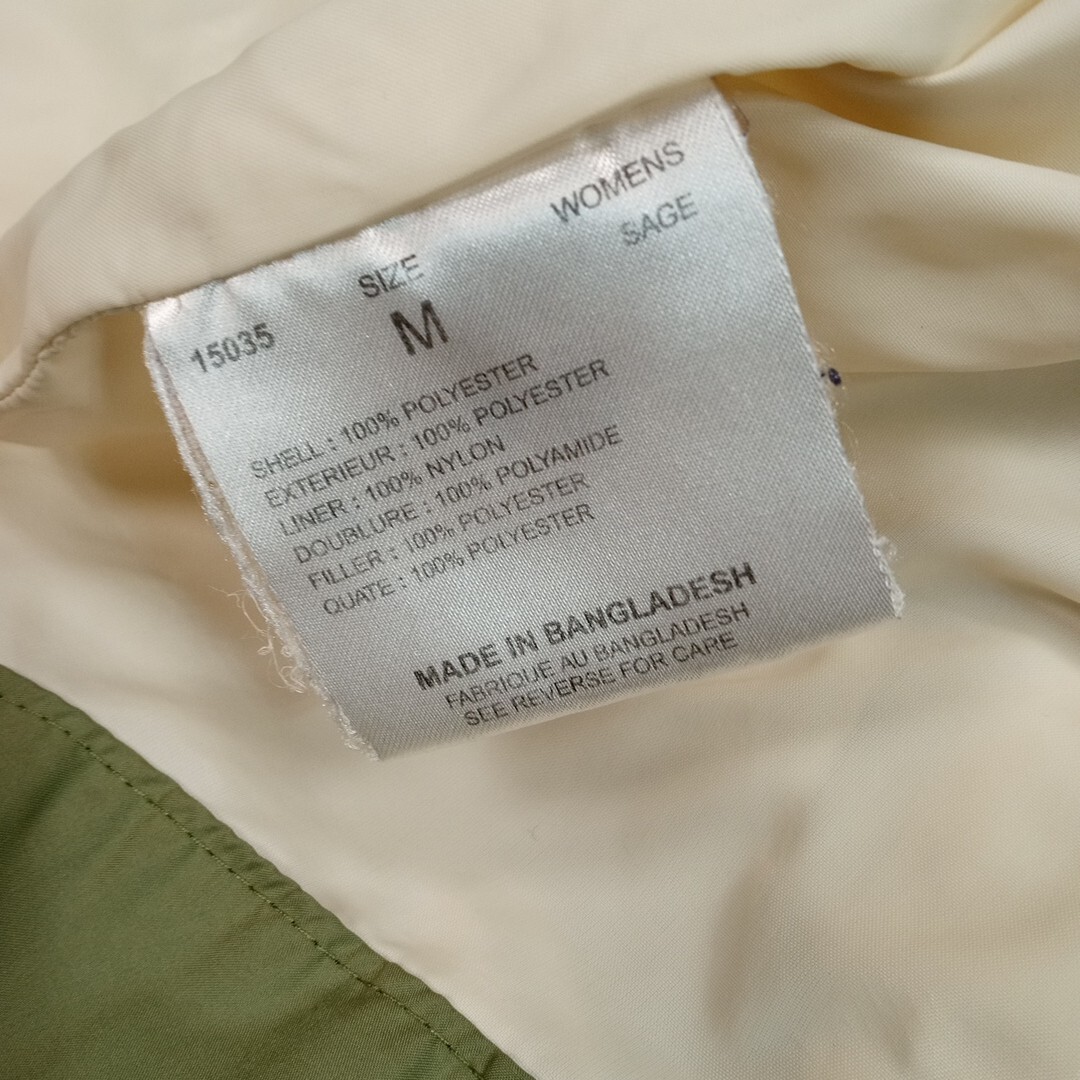 WOMENS
SIZE SAGE
15035 M
SHELL : 100% POLYESTER
EXTERIEUR : 100% POLYESTER
LINER : 100% NYLON
DOUBLURE : 100% POLYAMIDE
FILLER : 100% POLYESTER
QUATE : 100% POLYESTER
MADE IN BANGLADESH
FABRIQUE AU BANGLADESH
SEE REVERSE FOR CARE